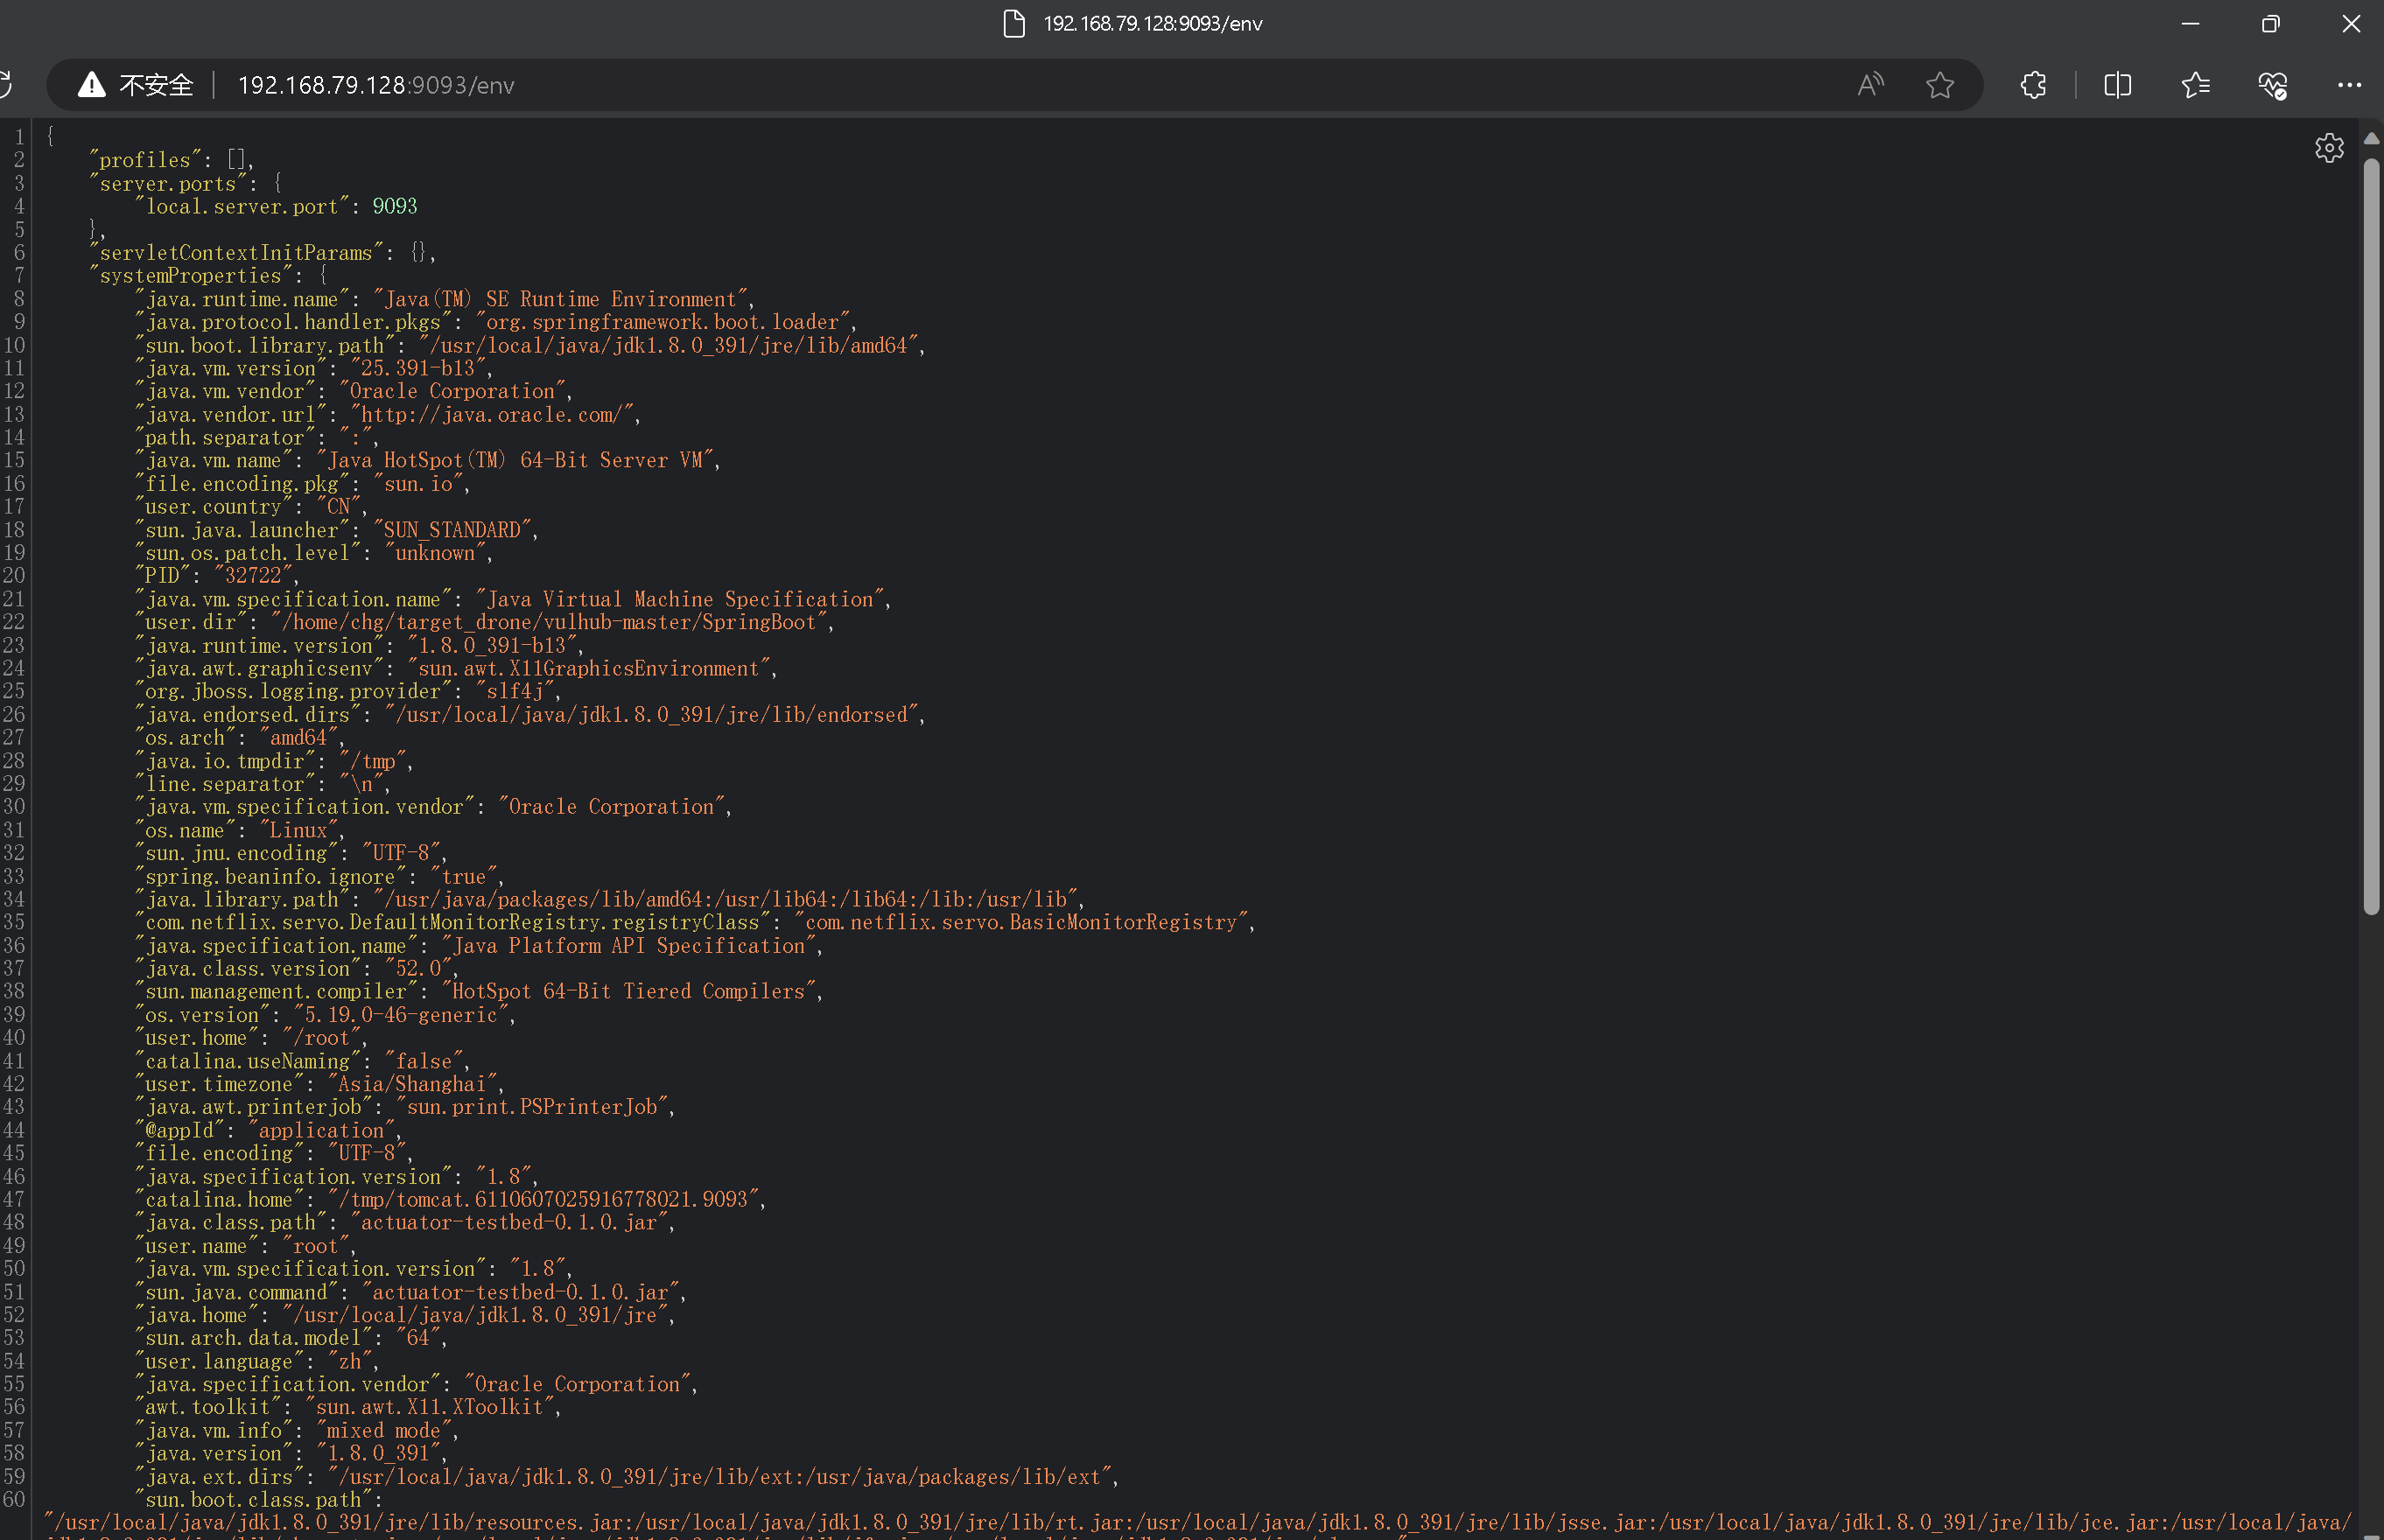 192.168.79.128:9093/env
不安全 192.168.79.128:9093/env
1 {
2 "profiles": [],
3 "server.ports": {
4 "local.server.port": 9093
5 },
6 "servletContextInitParams": {},
7 "systemProperties": {
8 "java.runtime.name": "Java(TM) SE Runtime Environment",
9 "java.protocol.handler.pkgs": "org.springframework.boot.loader",
10 "sun.boot.library.path": "/usr/local/java/jdk1.8.0_391/jre/lib/amd64",
11 "java.vm.version": "25.391-b13",
12 "java.vm.vendor": "Oracle Corporation",
13 "java.vendor.url": "http://java.oracle.com/",
14 "path.separator": ":",
15 "java.vm.name": "Java HotSpot(TM) 64-Bit Server VM",
16 "file.encoding.pkg": "sun.io",
17 "user.country": "CN",
18 "sun.java.launcher": "SUN_STANDARD",
19 "sun.os.patch.level": "unknown",
20 "PID": "32722",
21 "java.vm.specification.name": "Java Virtual Machine Specification",
22 "user.dir": "/home/chg/target_drone/vulhub-master/SpringBoot",
23 "java.runtime.version": "1.8.0_391-b13",
24 "java.awt.graphicsenv": "sun.awt.X11GraphicsEnvironment",
25 "org.jboss.logging.provider": "slf4j",
26 "java.endorsed.dirs": "/usr/local/java/jdk1.8.0_391/jre/lib/endorsed",
27 "os.arch": "amd64",
28 "java.io.tmpdir": "/tmp",
29 "line.separator": "\n",
30 "java.vm.specification.vendor": "Oracle Corporation",
31 "os.name": "Linux",
32 "sun.jnu.encoding": "UTF-8",
33 "spring.beaninfo.ignore": "true",
34 "java.library.path": "/usr/java/packages/lib/amd64:/usr/lib64:/lib64:/lib:/usr/lib",
35 "com.netflix.servo.DefaultMonitorRegistry.registryClass": "com.netflix.servo.BasicMonitorRegistry",
36 "java.specification.name": "Java Platform API Specification",
37 "java.class.version": "52.0",
38 "sun.management.compiler": "HotSpot 64-Bit Tiered Compilers",
39 "os.version": "5.19.0-46-generic",
40 "user.home": "/root",
41 "catalina.useNaming": "false",
42 "user.timezone": "Asia/Shanghai",
43 "java.awt.printerjob": "sun.print.PSPrinterJob",
44 "@appId": "application",
45 "file.encoding": "UTF-8",
46 "java.specification.version": "1.8",
47 "catalina.home": "/tmp/tomcat.6110607025916778021.9093",
48 "java.class.path": "actuator-testbed-0.1.0.jar",
49 "user.name": "root",
50 "java.vm.specification.version": "1.8",
51 "sun.java.command": "actuator-testbed-0.1.0.jar",
52 "java.home": "/usr/local/java/jdk1.8.0_391/jre",
53 "sun.arch.data.model": "64",
54 "user.language": "zh",
55 "java.specification.vendor": "Oracle Corporation",
56 "awt.toolkit": "sun.awt.X11.XToolkit",
57 "java.vm.info": "mixed mode",
58 "java.version": "1.8.0_391",
59 "java.ext.dirs": "/usr/local/java/jdk1.8.0_391/jre/lib/ext:/usr/java/packages/lib/ext",
60 "sun.boot.class.path":
"/usr/local/java/jdk1.8.0_391/jre/lib/resources.jar:/usr/local/java/jdk1.8.0_391/jre/lib/rt.jar:/usr/local/java/jdk1.8.0_391/jre/lib/jsse.jar:/usr/local/java/jdk1.8.0_391/jre/lib/jce.jar:/usr/local/java/